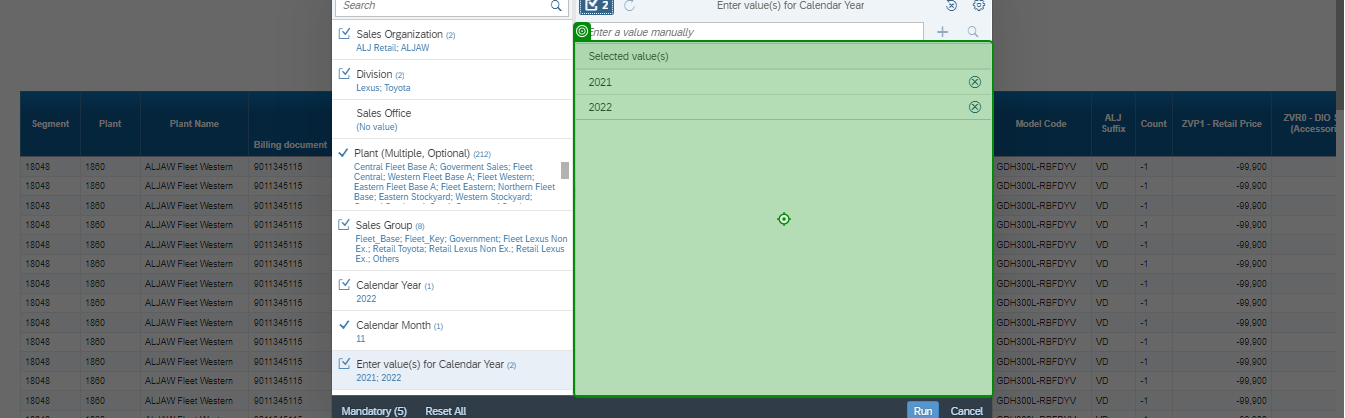 Search
2
Enter value(s) for Calendar Year
Sales Organization (2)
ALJ Retail; ALJAW
Division (2)
Lexus; Toyota
Sales Office
(No value)
Plant (Multiple, Optional) (212)
Central Fleet Base A; Goverment Sales; Fleet
Central; Western Fleet Base A; Fleet Western;
Eastern Fleet Base A; Fleet Eastern; Northern Fleet
Base; Eastern Stockyard; Western Stockyard;
Sales Group (8)
Fleet_Base; Fleet_Key; Government; Fleet Lexus Non
Ex.; Retail Toyota; Retail Lexus Non Ex.; Retail Lexus
Ex.; Others
Calendar Year (1)
2022
Calendar Month (1)
11
Enter value(s) for Calendar Year (2)
2021; 2022
Mandatory (5) Reset All
Enter a value manually
Selected value(s)
2021
2022
Run Cancel
Segment Plant Plant Name Billing document
18048 1860 ALJAW Fleet Western 9011345115
18048 1860 ALJAW Fleet Western 9011345115
18048 1860 ALJAW Fleet Western 9011345115
18048 1860 ALJAW Fleet Western 9011345115
18048 1860 ALJAW Fleet Western 9011345115
18048 1860 ALJAW Fleet Western 9011345115
18048 1860 ALJAW Fleet Western 9011345115
18048 1860 ALJAW Fleet Western 9011345115
18048 1860 ALJAW Fleet Western 9011345115
18048 1860 ALJAW Fleet Western 9011345115
18048 1860 ALJAW Fleet Western 9011345115
18048 1860 ALJAW Fleet Western 9011345115
18048 1860 ALJAW Fleet Western 9011345115
Model Code ALJ Suffix Count ZVP1 - Retail Price ZVR0 - DIO (Accessori
GDH300L-RBFDYV VD -1 -99,900
GDH300L-RBFDYV VD -1 -99,900
GDH300L-RBFDYV VD -1 -99,900
GDH300L-RBFDYV VD -1 -99,900
GDH300L-RBFDYV VD -1 -99,900
GDH300L-RBFDYV VD -1 -99,900
GDH300L-RBFDYV VD -1 -99,900
GDH300L-RBFDYV VD -1 -99,900
GDH300L-RBFDYV VD -1 -99,900
GDH300L-RBFDYV VD -1 -99,900
GDH300L-RBFDYV VD -1 -99,900
GDH300L-RBFDYV VD -1 -99,900
GDH300L-RBFDYV VD -1 -99,900